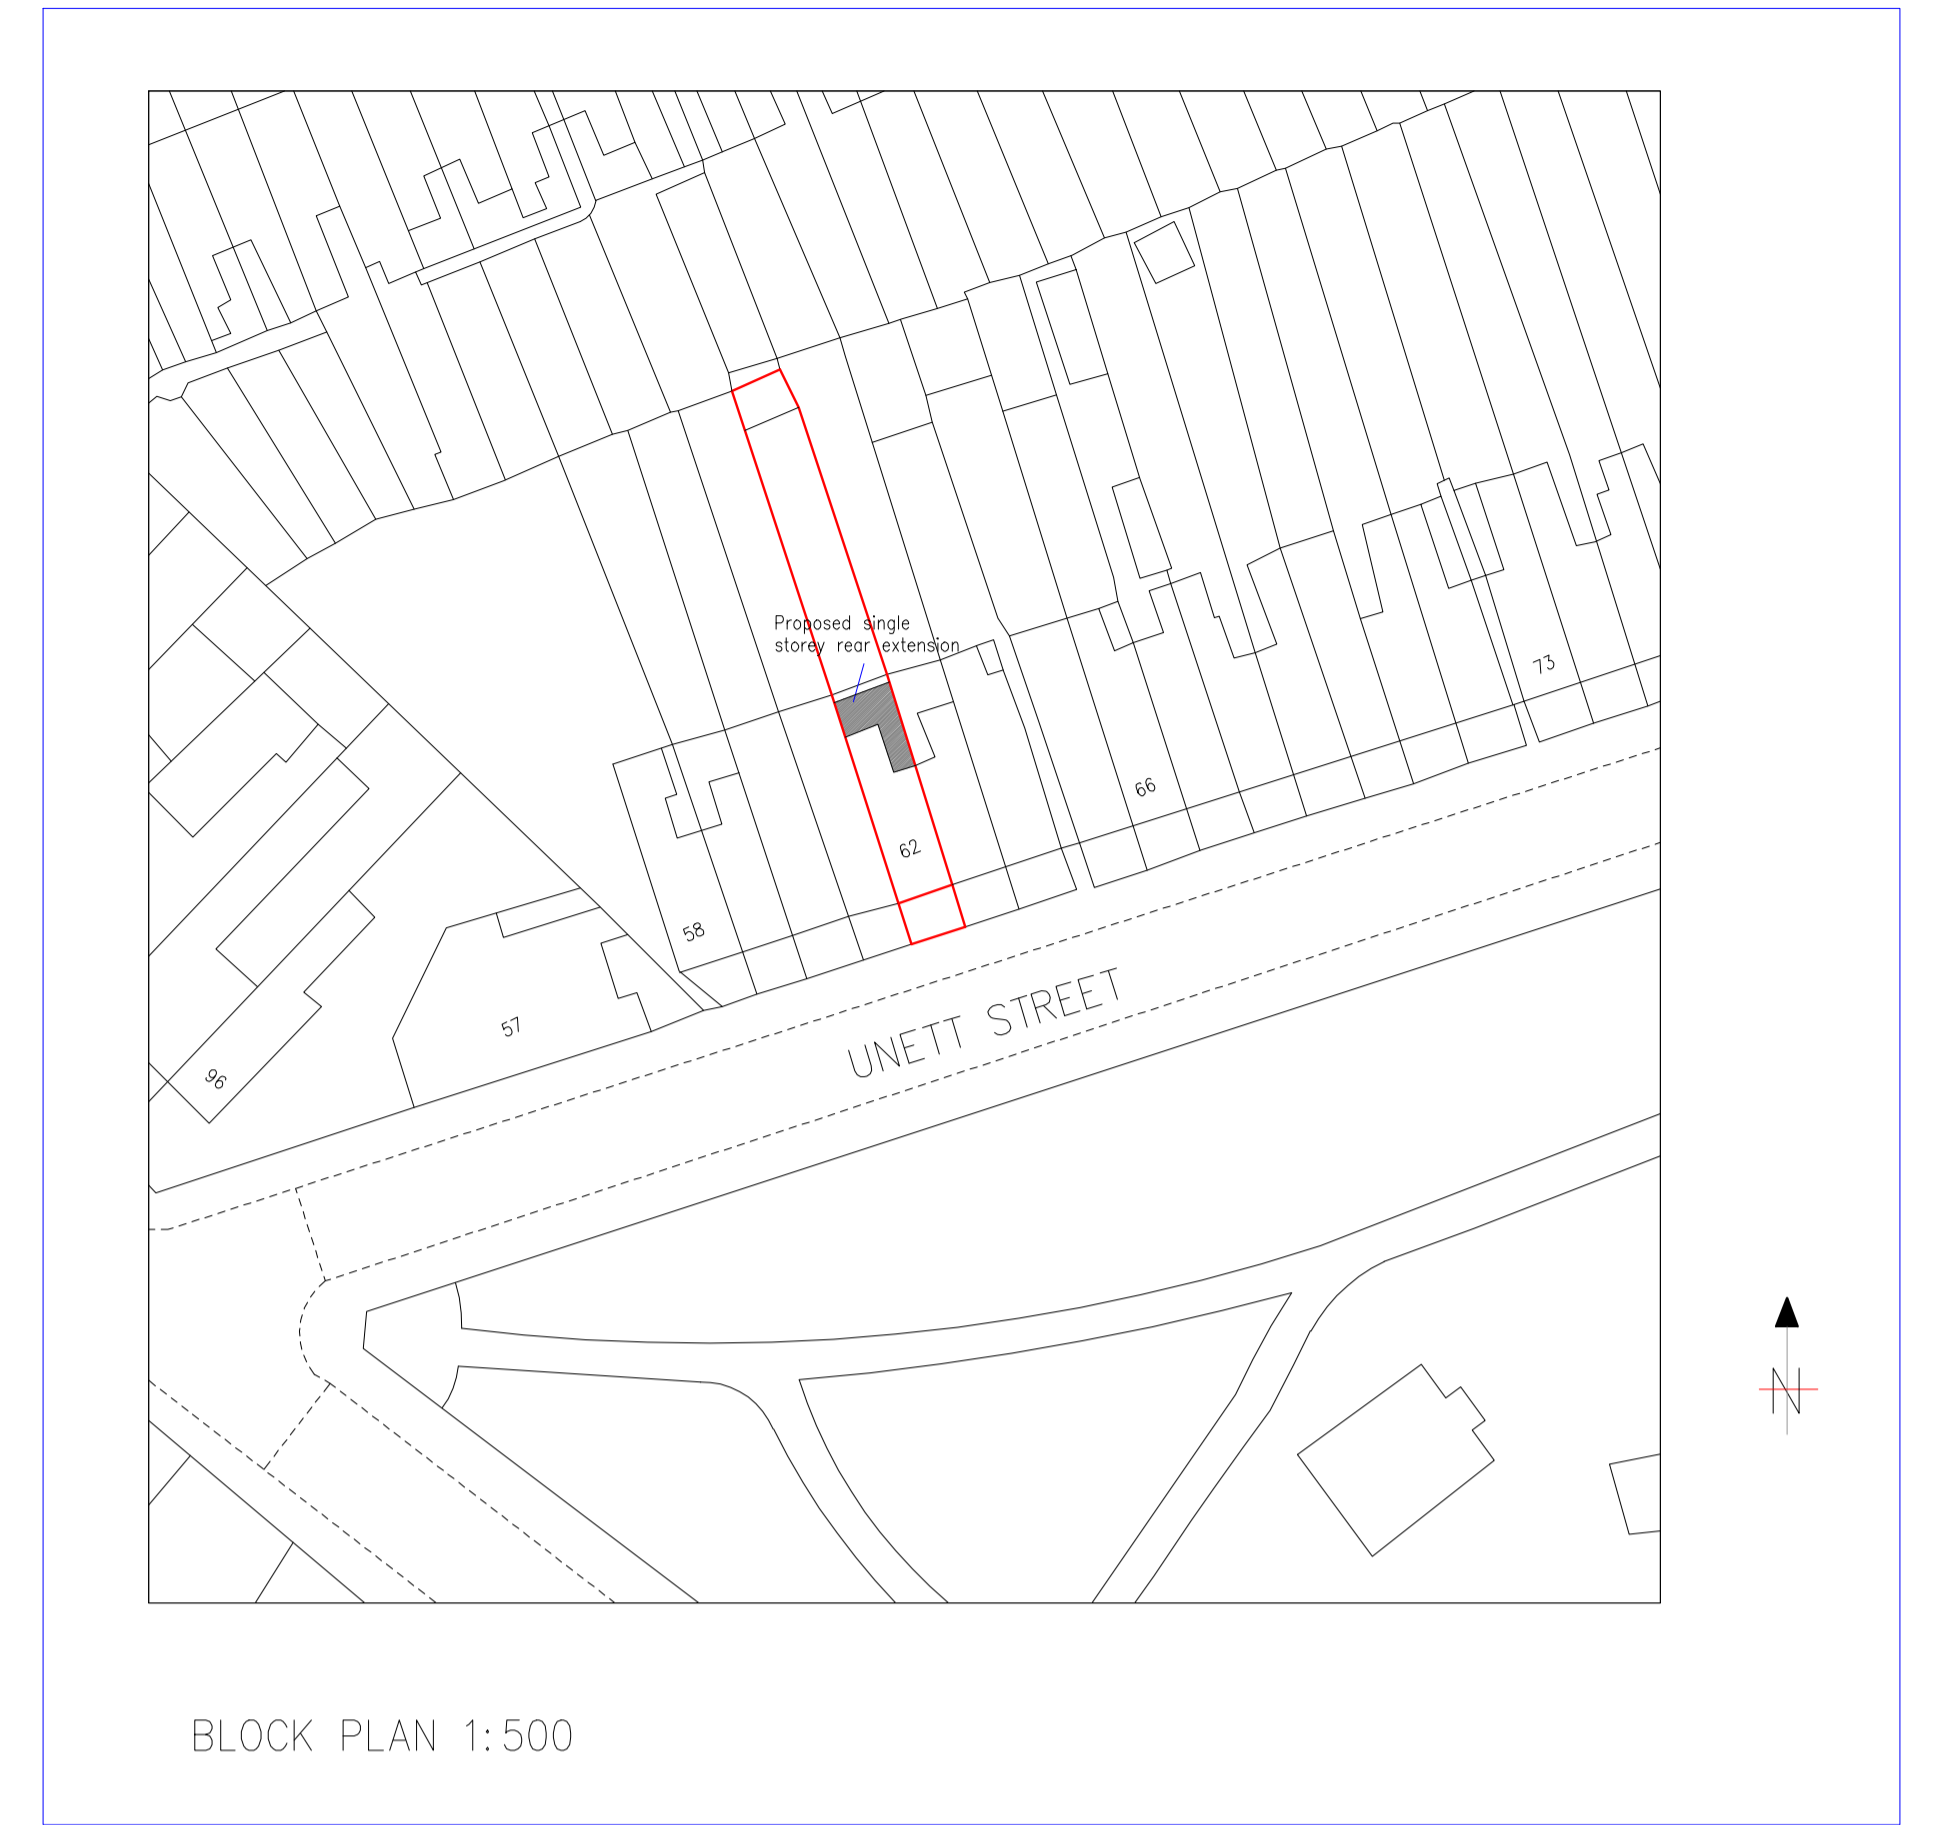 Proposed single
storey rear extension
73
66
62
58
57
96
UNETT STREET
N
BLOCK PLAN 1:500